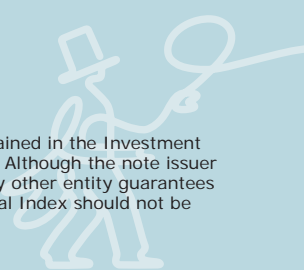 ained in the Investment
Although the note issuer
y other entity guarantees
al Index should not be